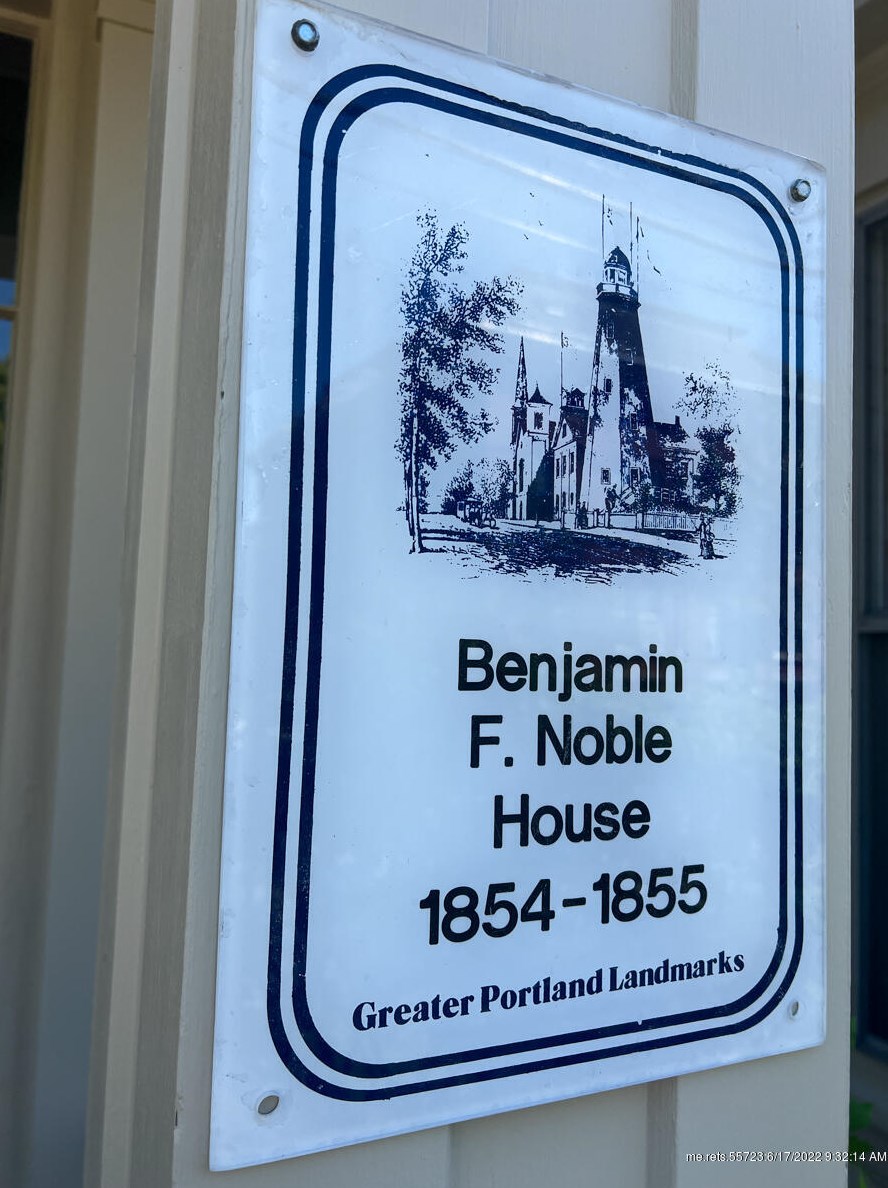 Benjamin
F. Noble
House
1854-1855
Greater Portland Landmarks
me.rets.55723:6/17/2022 9:32:14 AM